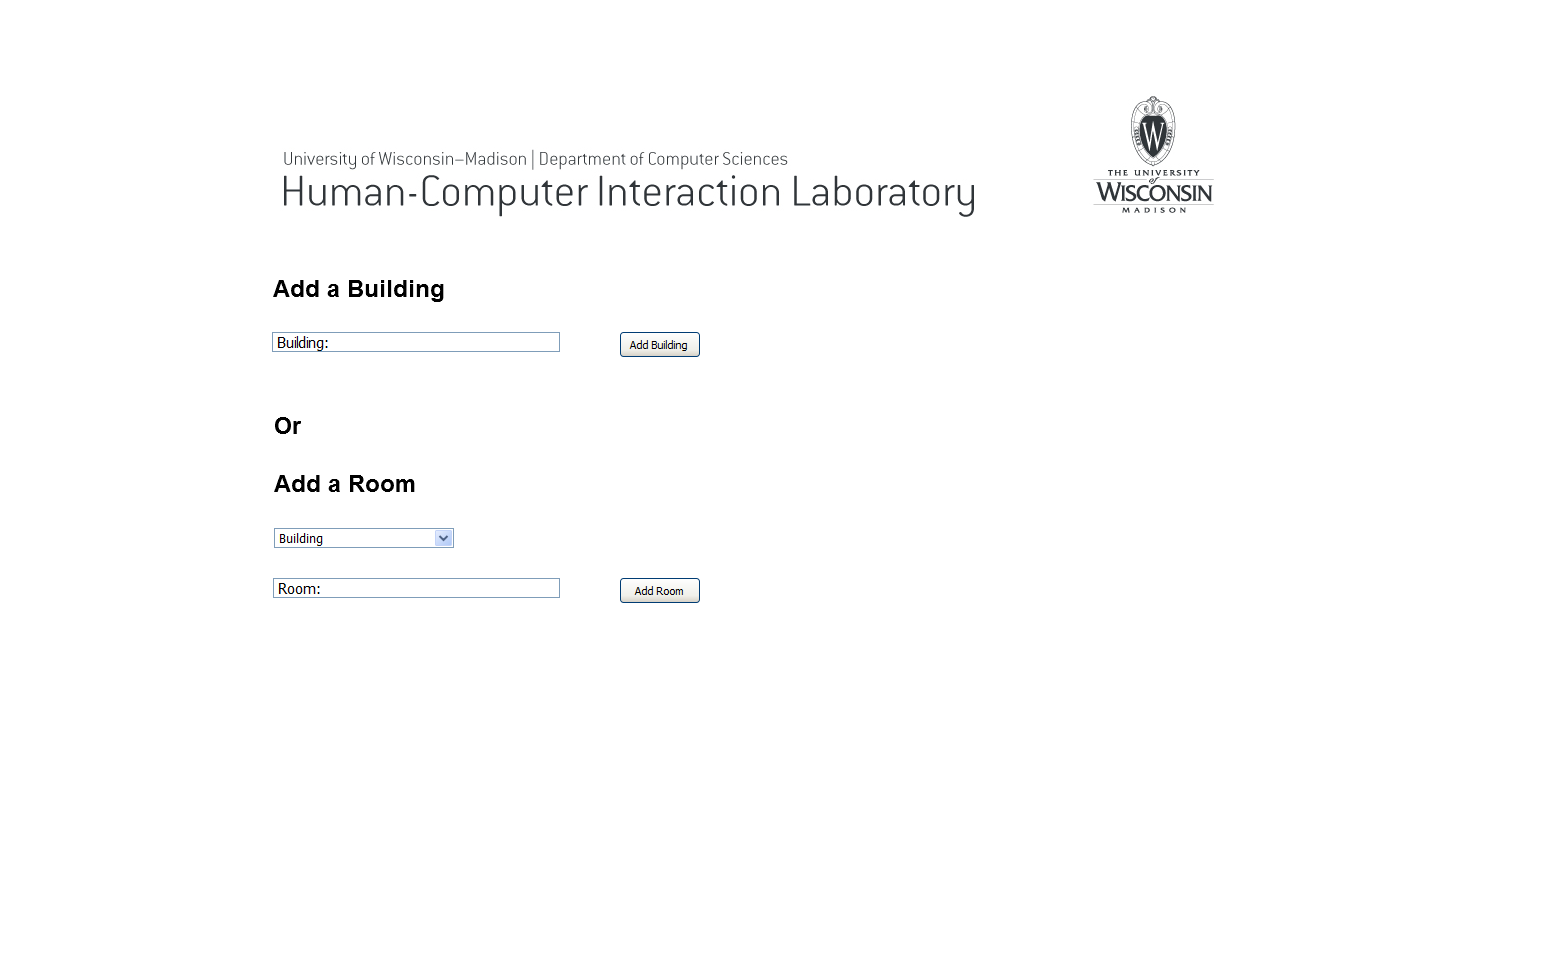 University of Wisconsin–Madison | Department of Computer Sciences
Human-Computer Interaction Laboratory
W
THE UNIVERSITY
of
WISCONSIN
MADISON
Add a Building
Building:
Add Building
Or
Add a Room
Building
Room:
Add Room